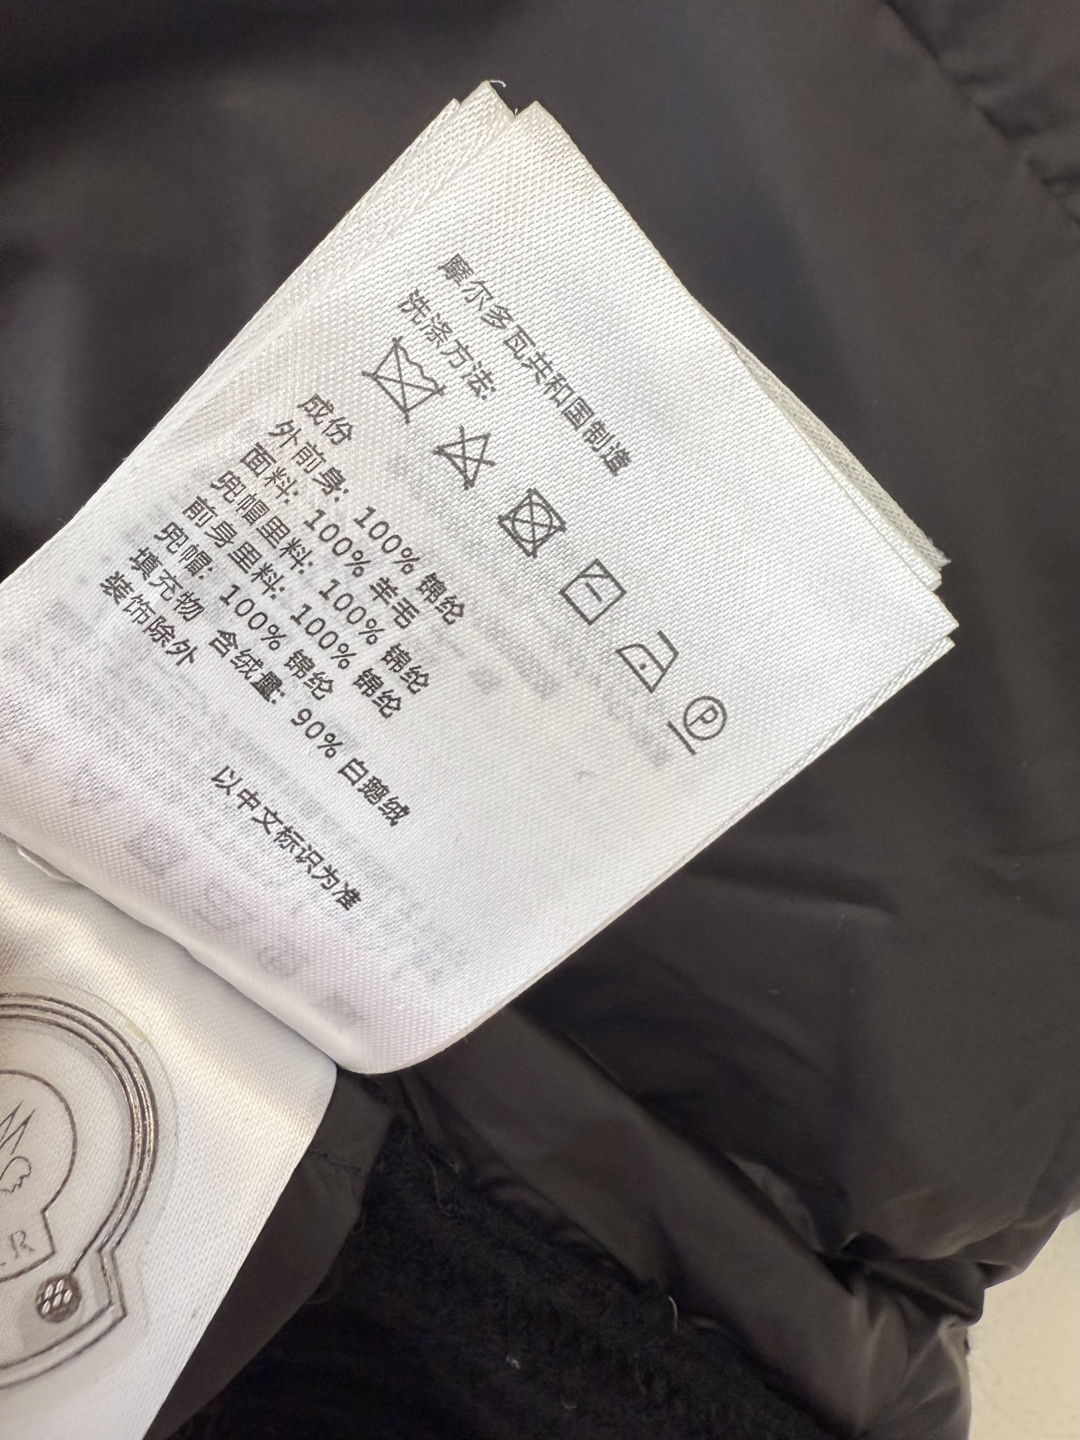 摩尔多瓦共和国制造
洗涤方法:
P
成份
外前身: 100% 锦纶
面料: 100% 羊毛
兜帽里料: 100% 锦纶
前身里料: 100% 锦纶
兜帽: 100% 锦纶
填充物 含绒量: 90% 白鹅绒
装饰除外
以中文标识为准